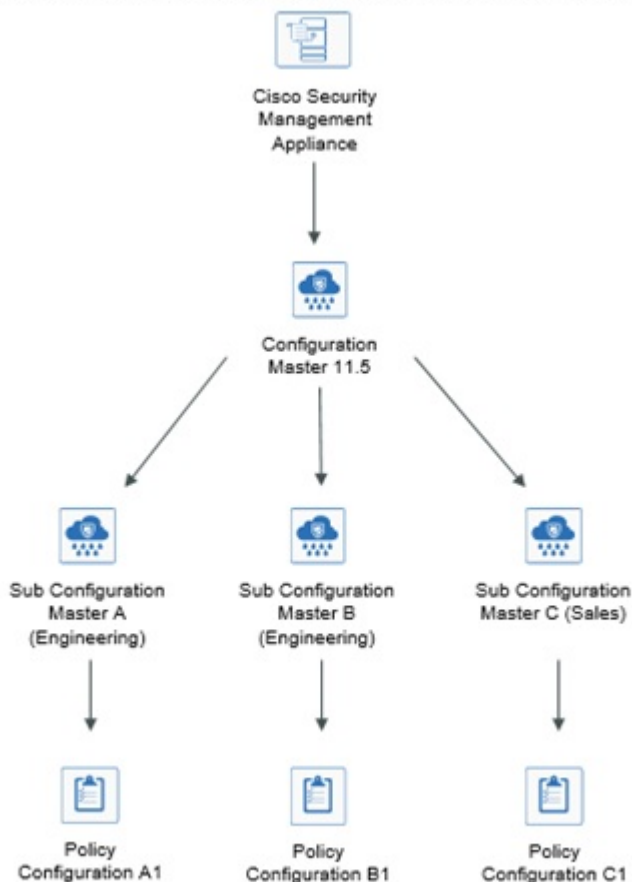 Cisco Security
Management
Appliance
Configuration
Master 11.5
Sub Configuration
Master A
(Engineering)
Sub Configuration
Master B
(Engineering)
Sub Configuration
Master C (Sales)
Policy
Configuration A1
Policy
Configuration B1
Policy
Configuration C1